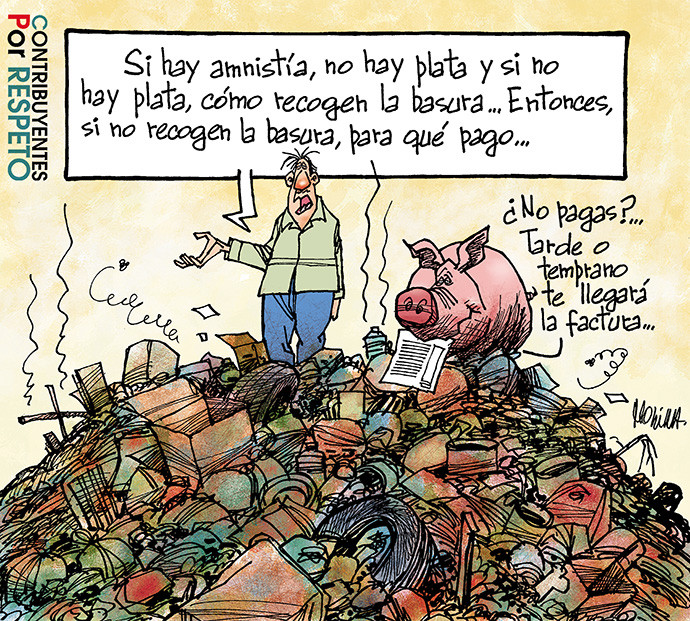 CONTRIBUYENTES
Por RESPETO
Si hay amnistía, no hay plata y si no
hay plata, cómo recogen la basura... Entonces,
si no recogen la basura, para qué pago...
¿No pagas?...
Tarde o
temprano
te llegará
la factura...
MOLINA